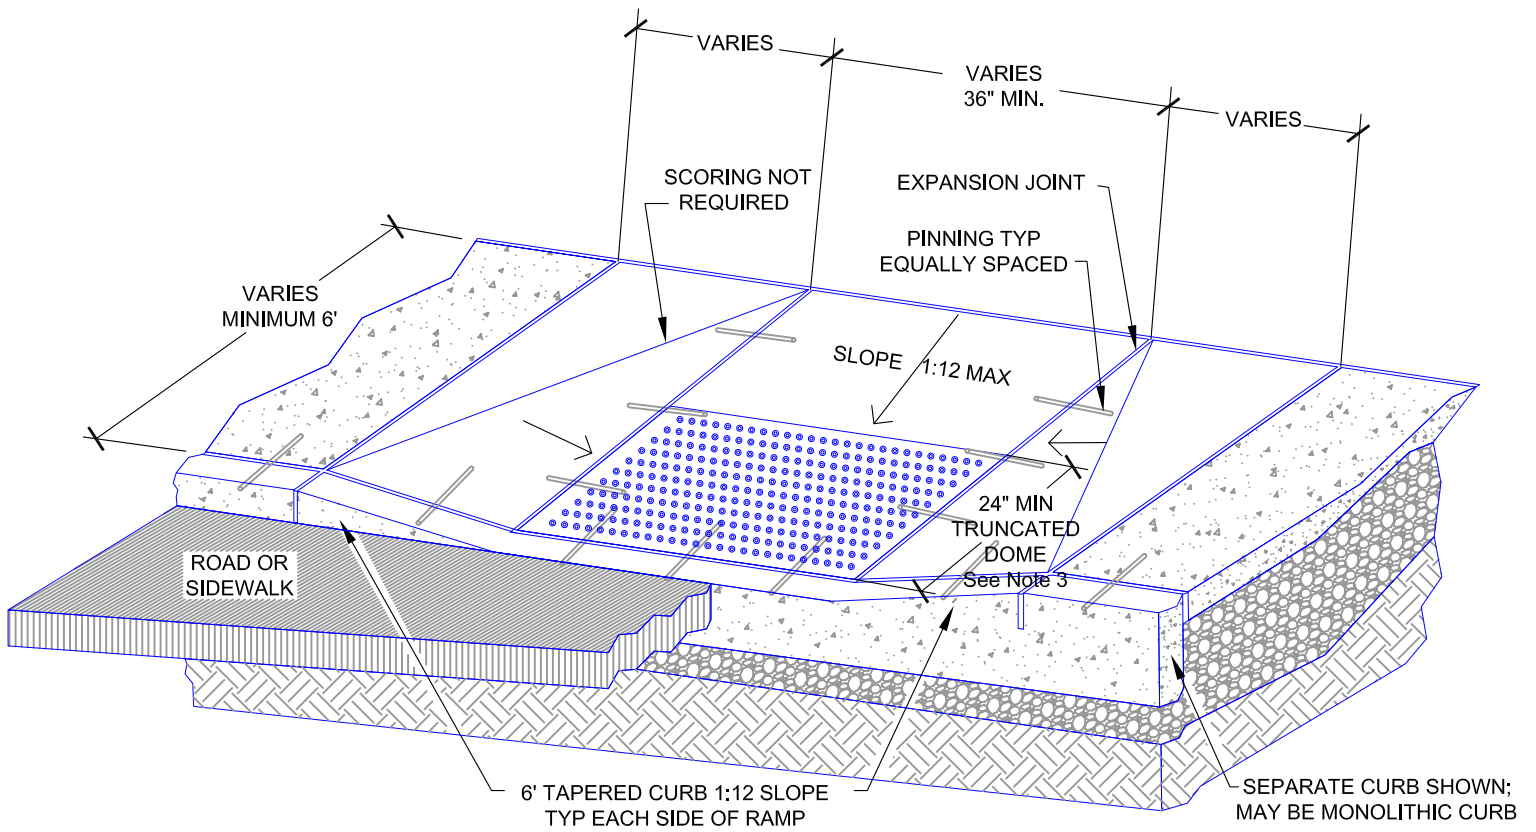 VARIES
VARIES
36" MIN.
VARIES
SCORING NOT
REQUIRED
EXPANSION JOINT
PINNING TYP
EQUALLY SPACED
VARIES
MINIMUM 6'
SLOPE 1:12 MAX
24" MIN
TRUNCATED
DOME
See Note 3
ROAD OR
SIDEWALK
6' TAPERED CURB 1:12 SLOPE
TYP EACH SIDE OF RAMP
SEPARATE CURB SHOWN;
MAY BE MONOLITHIC CURB